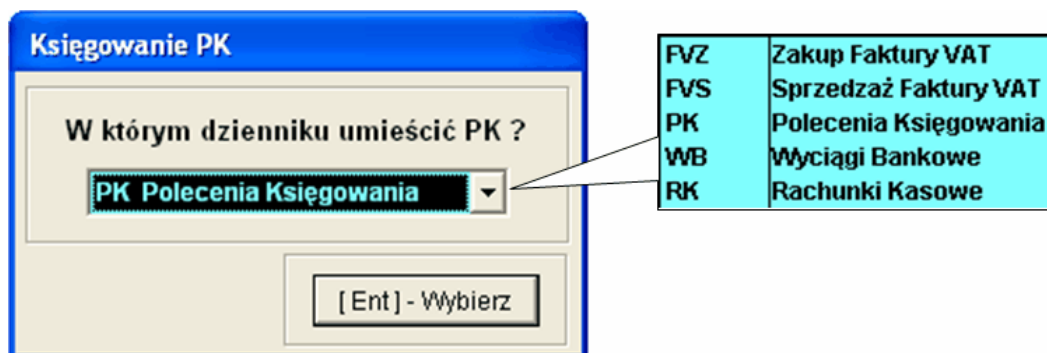 Księgowanie PK
W którym dzienniku umieścić PK ?
PK Polecenia Księgowania
[ Ent ] - Wybierz
FVZ Zakup Faktury VAT
FVS Sprzedzaż Faktury VAT
PK Polecenia Księgowania
WB Wyciągi Bankowe
RK Rachunki Kasowe